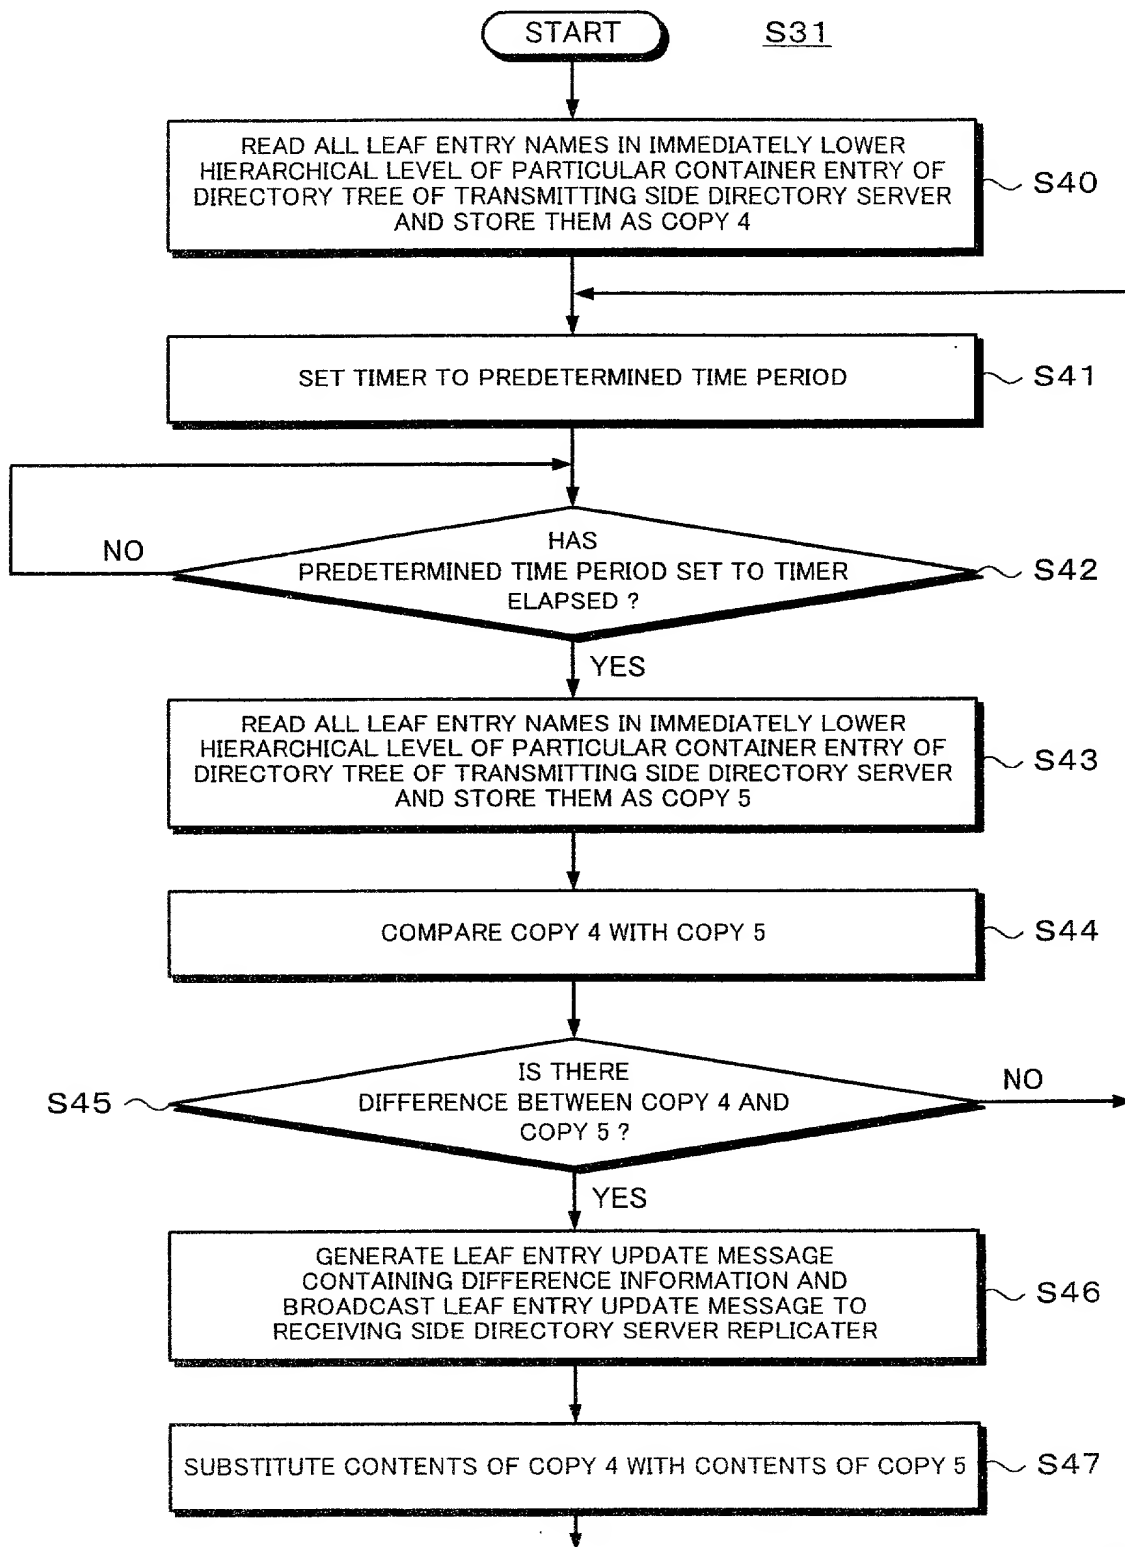 START
S31
READ ALL LEAF ENTRY NAMES IN IMMEDIATELY LOWER
HIERARCHICAL LEVEL OF PARTICULAR CONTAINER ENTRY OF
DIRECTORY TREE OF TRANSMITTING SIDE DIRECTORY SERVER
AND STORE THEM AS COPY 4
S40
SET TIMER TO PREDETERMINED TIME PERIOD
S41
NO
HAS
PREDETERMINED TIME PERIOD SET TO TIMER
ELAPSED ?
S42
YES
READ ALL LEAF ENTRY NAMES IN IMMEDIATELY LOWER
HIERARCHICAL LEVEL OF PARTICULAR CONTAINER ENTRY OF
DIRECTORY TREE OF TRANSMITTING SIDE DIRECTORY SERVER
AND STORE THEM AS COPY 5
S43
COMPARE COPY 4 WITH COPY 5
S44
S45
IS THERE
DIFFERENCE BETWEEN COPY 4 AND
COPY 5 ?
NO
YES
GENERATE LEAF ENTRY UPDATE MESSAGE
CONTAINING DIFFERENCE INFORMATION AND
BROADCAST LEAF ENTRY UPDATE MESSAGE TO
RECEIVING SIDE DIRECTORY SERVER REPLICATER
S46
SUBSTITUTE CONTENTS OF COPY 4 WITH CONTENTS OF COPY 5
S47